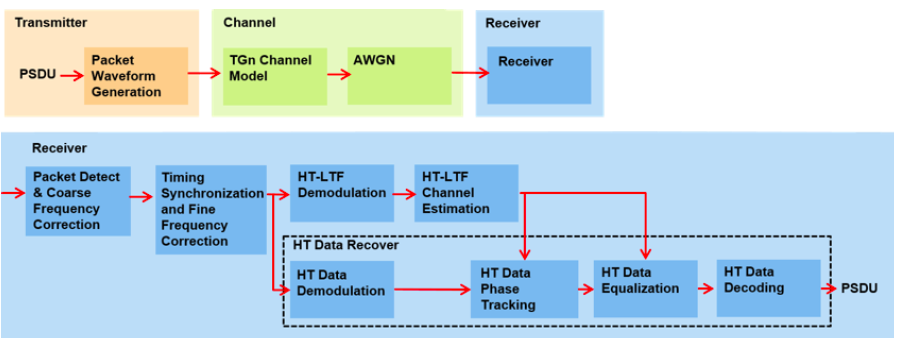 Transmitter
PSDU
Packet
Waveform
Generation
Channel
TGn Channel
Model
AWGN
Receiver
Receiver
Receiver
Packet Detect
& Coarse
Frequency
Correction
Timing
Synchronization
and Fine
Frequency
Correction
HT-LTF
Demodulation
HT-LTF
Channel
Estimation
HT Data Recover
HT Data
Demodulation
HT Data
Phase
Tracking
HT Data
Equalization
HT Data
Decoding
PSDU